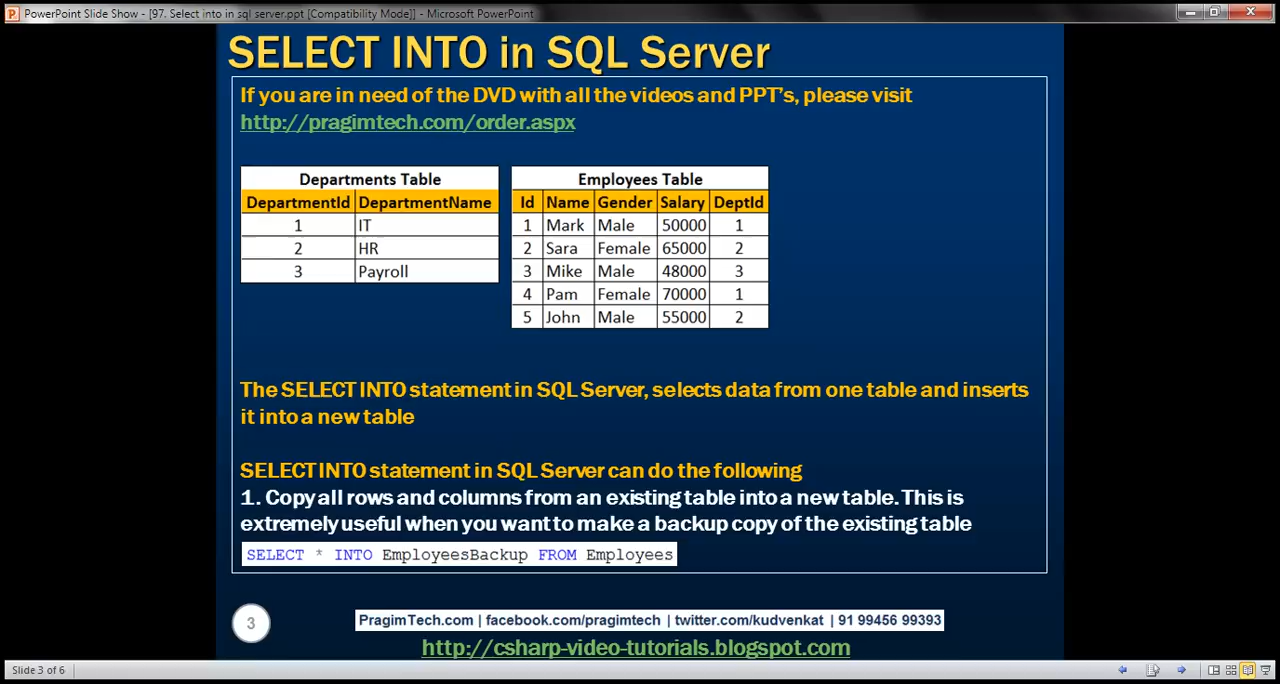 PowerPoint Slide Show - [97. Select into in sql server.ppt [Compatibility Mode]] - Microsoft PowerPoint
SELECT INTO in SQL Server
If you are in need of the DVD with all the videos and PPT's, please visit
http://pragimtech.com/order.aspx
Departments Table
DepartmentId DepartmentName
1 IT
2 HR
3 Payroll
Employees Table
Id Name Gender Salary DeptId
1 Mark Male 50000 1
2 Sara Female 65000 2
3 Mike Male 48000 3
4 Pam Female 70000 1
5 John Male 55000 2
The SELECT INTO statement in SQL Server, selects data from one table and inserts
it into a new table
SELECT INTO statement in SQL Server can do the following
1. Copy all rows and columns from an existing table into a new table. This is
extremely useful when you want to make a backup copy of the existing table
SELECT * INTO EmployeesBackup FROM Employees
3
PragimTech.com | facebook.com/pragimtech | twitter.com/kudvenkat | 91 99456 99393
http://csharp-video-tutorials.blogspot.com
Slide 3 of 6